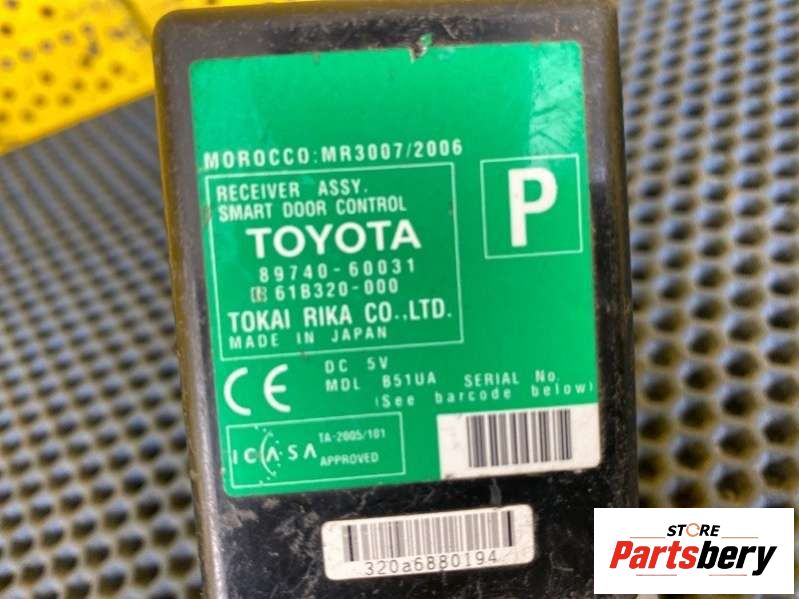 MOROCCO:MR3007/2006
RECEIVER ASSY.
SMART DOOR CONTROL
P
TOYOTA
89740-60031
61B320-000
TOKAI RIKA CO.,LTD.
MADE IN JAPAN
CE
DC 5V
MDL B51UA SERIAL No.
(See barcode below)
ICASA
TA-2005/101
APPROVED
320a6880194
STORE
Partsbery